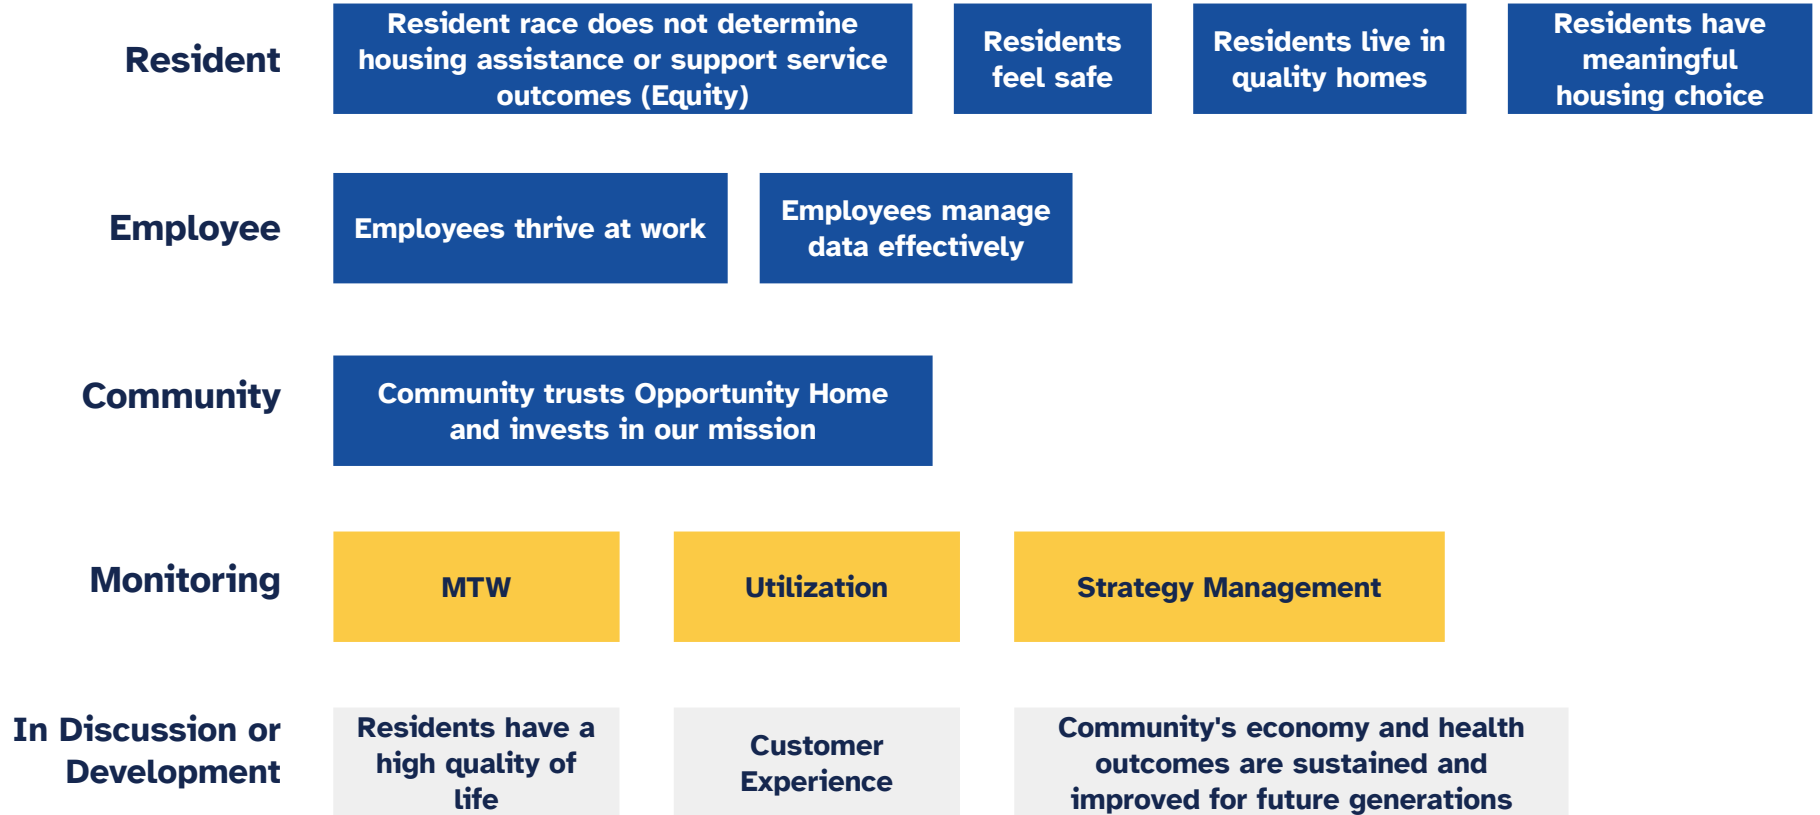 Resident
Resident race does not determine
housing assistance or support service
outcomes (Equity)
Residents
feel safe
Residents live in
quality homes
Residents have
meaningful
housing choice
Employee
Employees thrive at work
Employees manage
data effectively
Community
Community trusts Opportunity Home
and invests in our mission
Monitoring
MTW
Utilization
Strategy Management
In Discussion or
Development
Residents have a
high quality of
life
Customer
Experience
Community's economy and health
outcomes are sustained and
improved for future generations